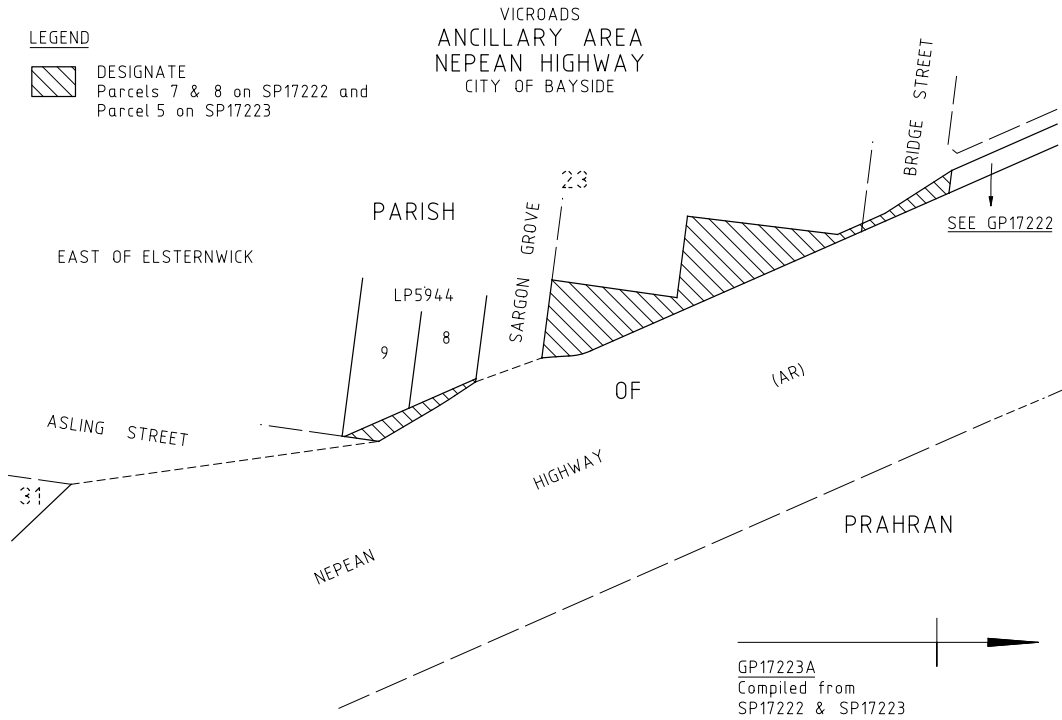 VICROADS
ANCILLARY AREA
NEPEAN HIGHWAY
CITY OF BAYSIDE
LEGEND
DESIGNATE
Parcels 7 & 8 on SP17222 and
Parcel 5 on SP17223
BRIDGE STREET
23
PARISH
SARGON GROVE
SEE GP17222
EAST OF ELSTERNWICK
LP5944
9
8
OF
(AR)
ASLING STREET
HIGHWAY
31
PRAHRAN
NEPEAN
GP17223A
Compiled from
SP17222 & SP17223